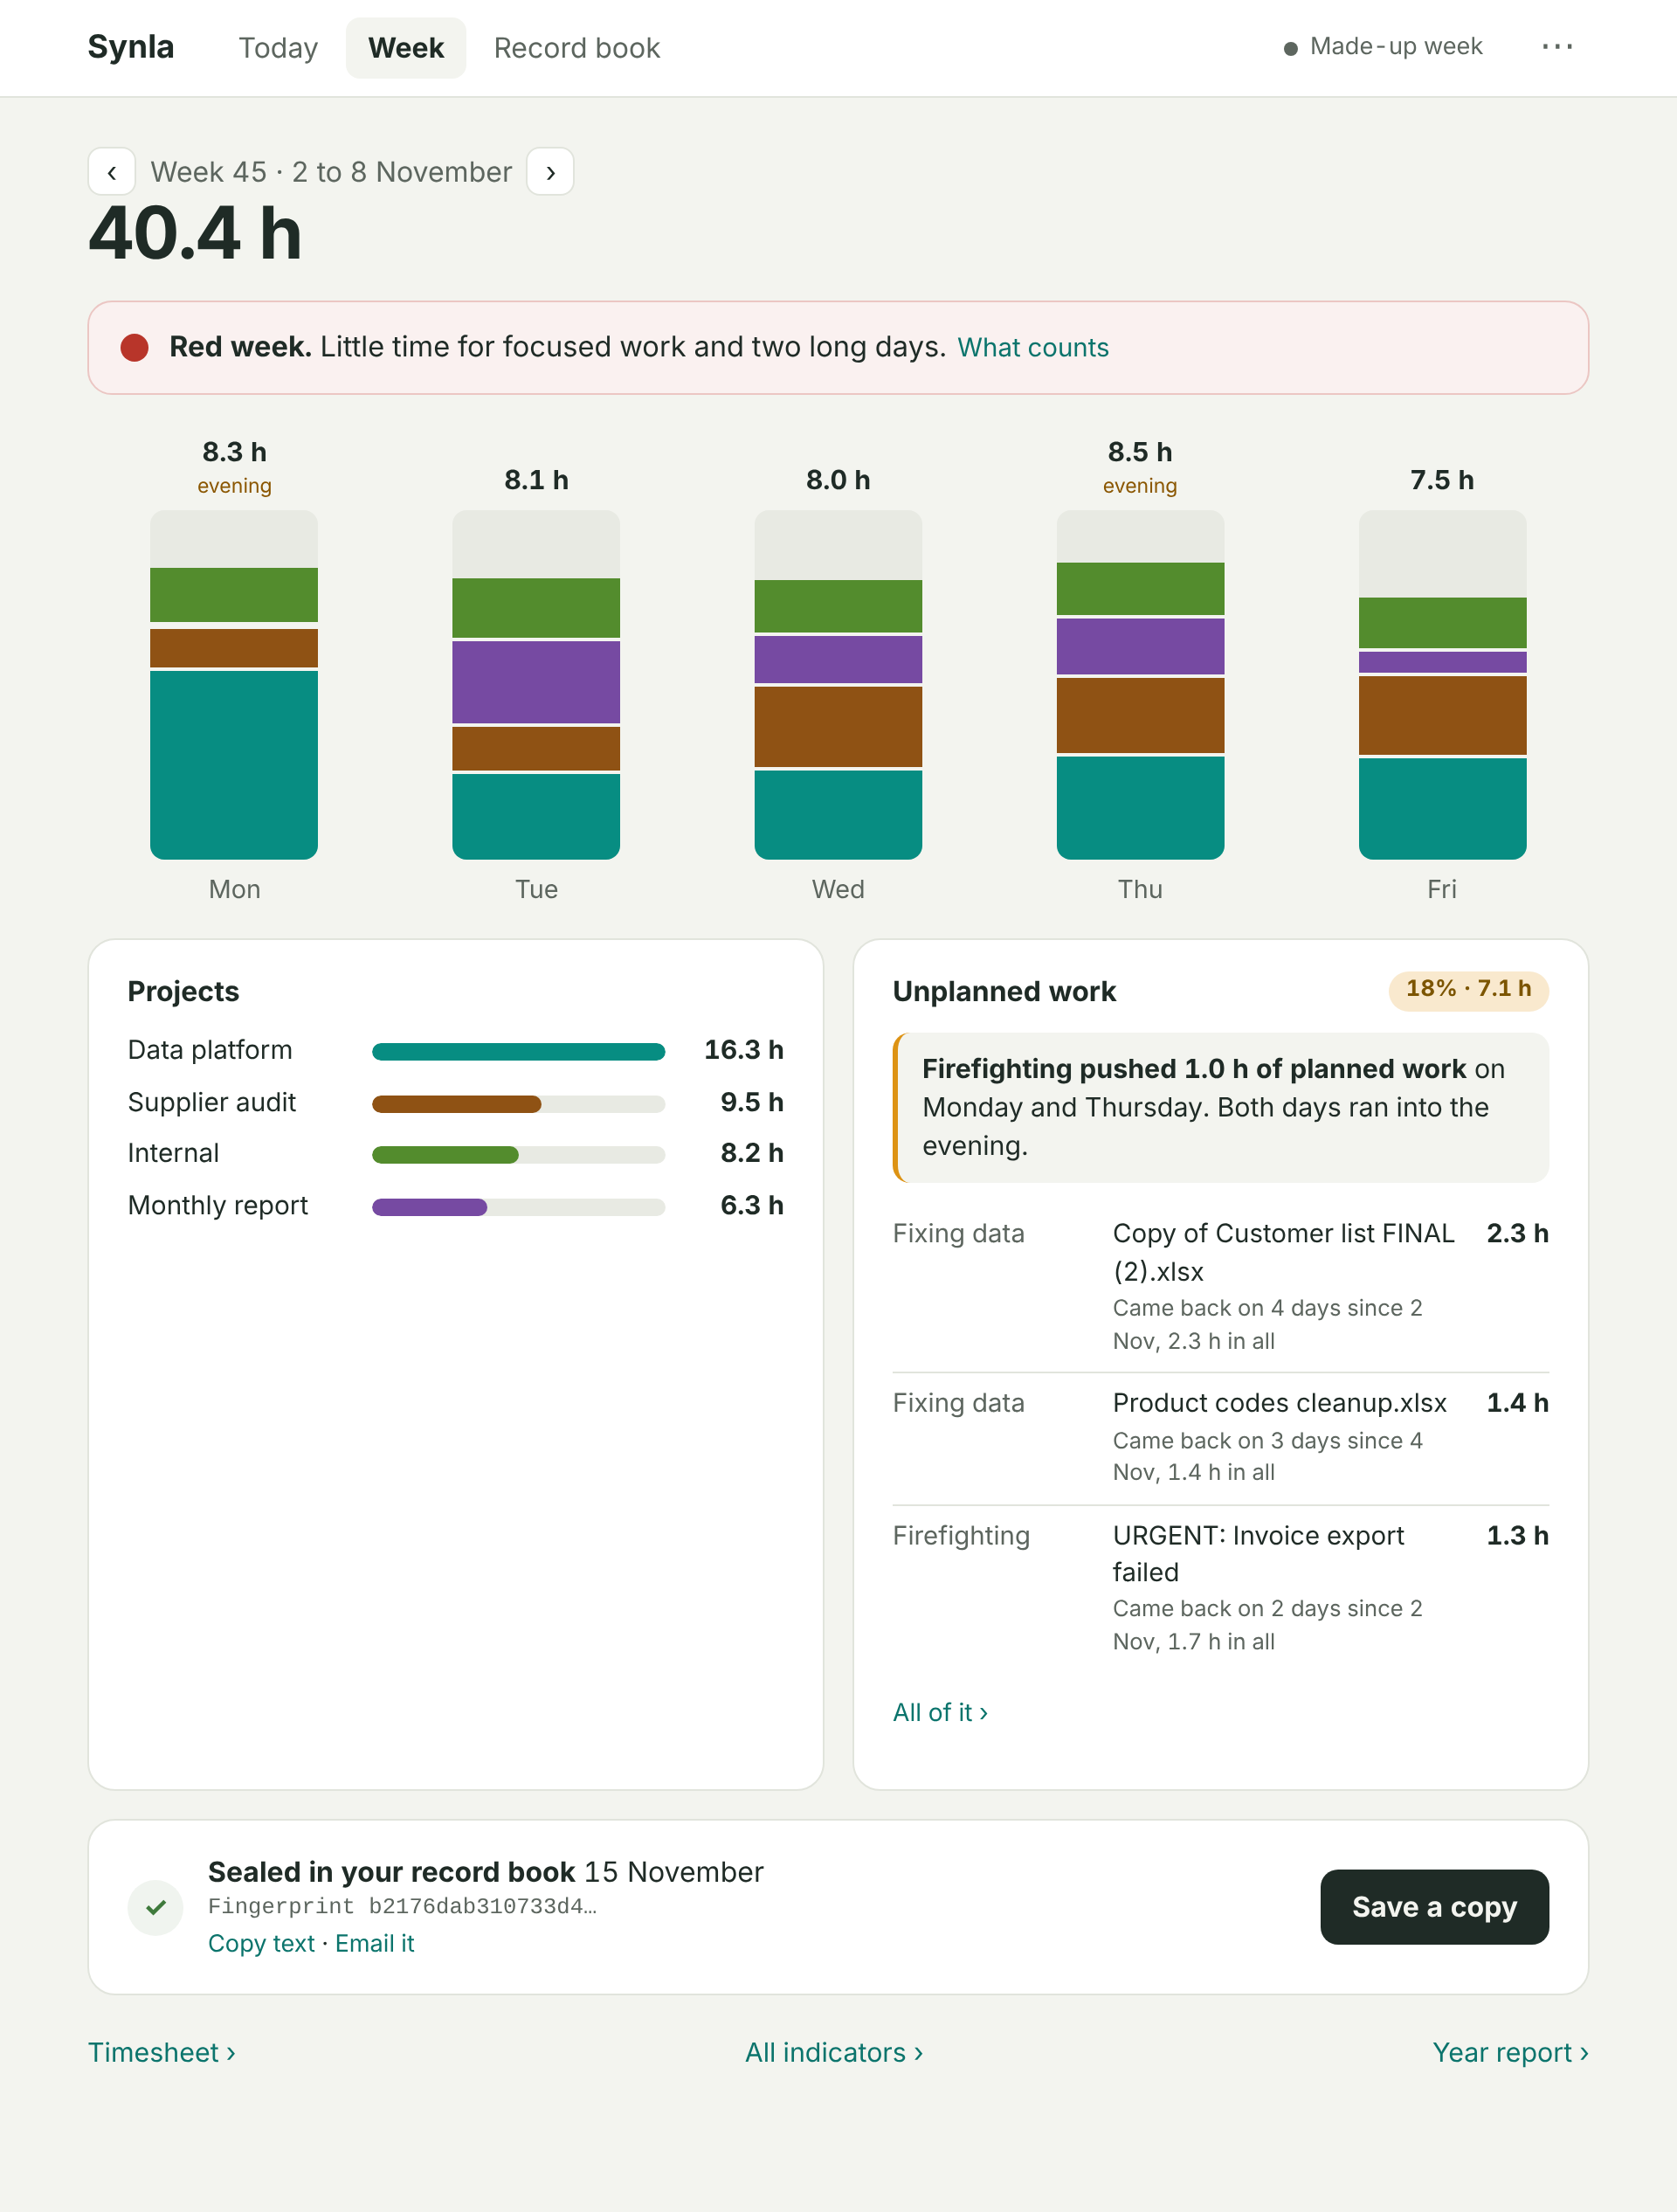 Synla
Today
Week
Record book
Made-up week
···
‹ Week 45 · 2 to 8 November ›
40.4 h
Red week. Little time for focused work and two long days. What counts
8.3 h
evening
8.1 h
8.0 h
8.5 h
evening
7.5 h
Mon
Tue
Wed
Thu
Fri
Projects
Data platform 16.3 h
Supplier audit 9.5 h
Internal 8.2 h
Monthly report 6.3 h
Unplanned work
18% · 7.1 h
Firefighting pushed 1.0 h of planned work on
Monday and Thursday. Both days ran into the
evening.
Fixing data
Copy of Customer list FINAL
(2).xlsx
2.3 h
Came back on 4 days since 2
Nov, 2.3 h in all
Fixing data
Product codes cleanup.xlsx
1.4 h
Came back on 3 days since 4
Nov, 1.4 h in all
Firefighting
URGENT: Invoice export
failed
1.3 h
Came back on 2 days since 2
Nov, 1.7 h in all
All of it ›
Sealed in your record book 15 November
Fingerprint b2176dab310733d4…
Copy text · Email it
Save a copy
Timesheet ›
All indicators ›
Year report ›